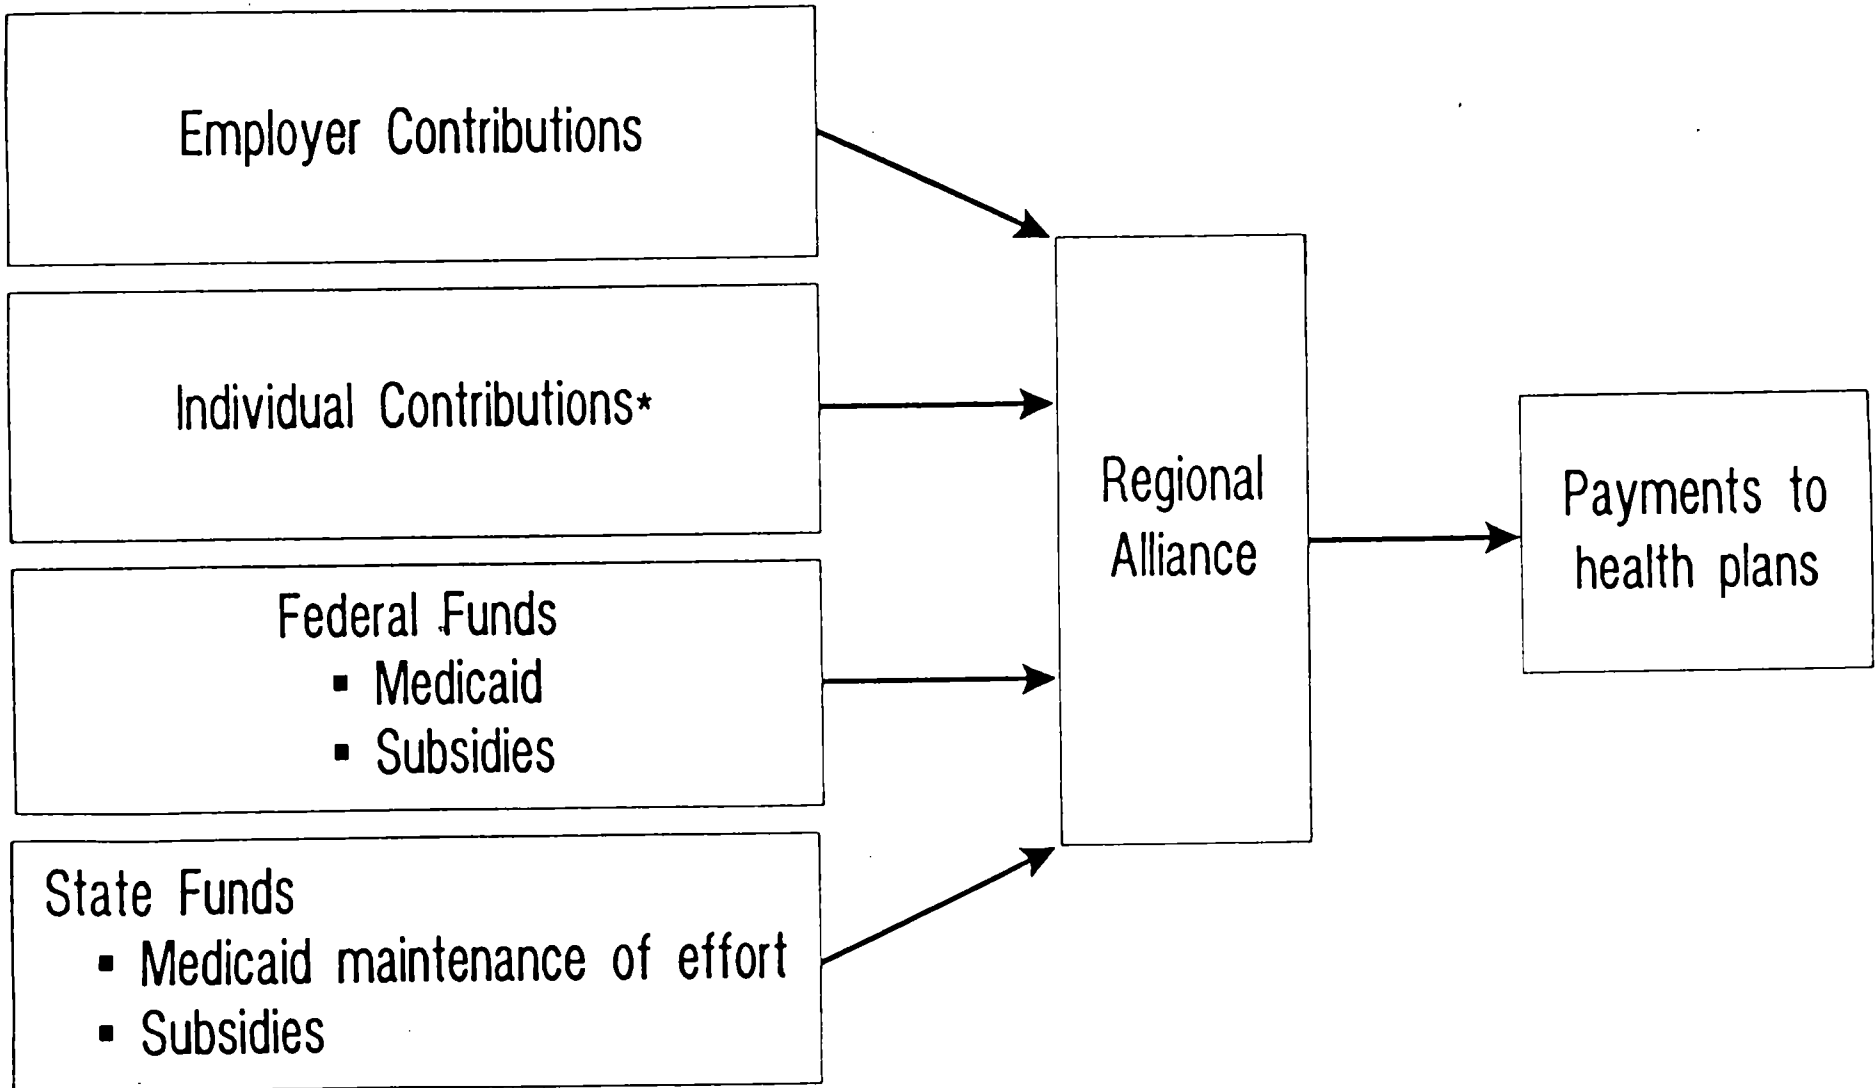 Employer Contributions
Individual Contributions*
Federal Funds
▪ Medicaid
▪ Subsidies
State Funds
▪ Medicaid maintenance of effort
▪ Subsidies
Regional
Alliance
Payments to
health plans